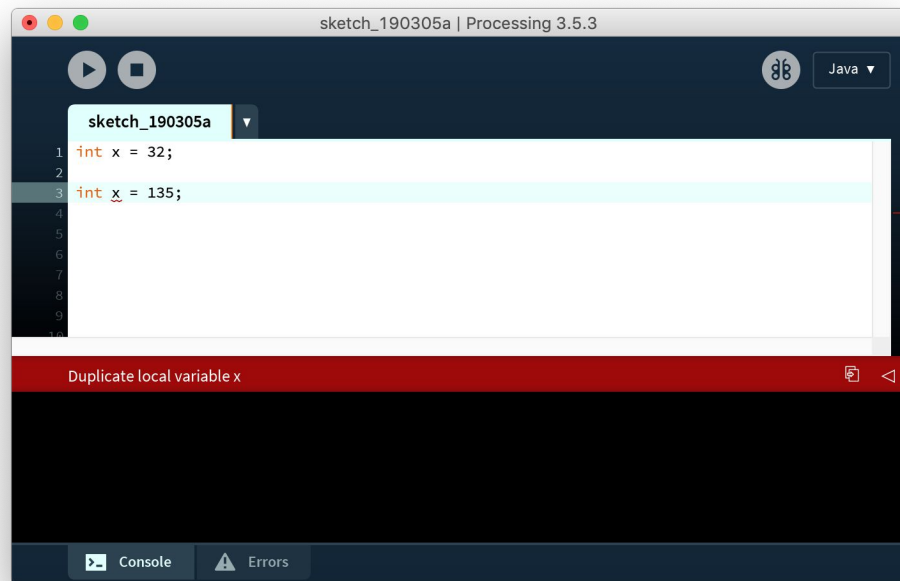 sketch_190305a | Processing 3.5.3
Java ▼
sketch_190305a ▼
1 int x = 32;
2
3 int x = 135;
4
5
6
7
8
9
10
Duplicate local variable x
Console Errors